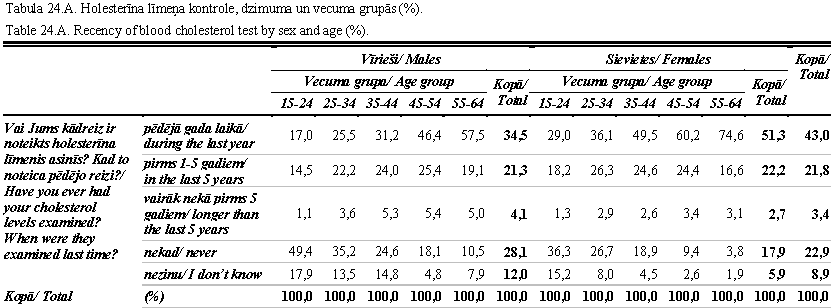 Tabula 24.A. Holesterīna līmeņa kontrole, dzimuma un vecuma grupās (%).
Table 24.A. Recency of blood cholesterol test by sex and age (%).
Vīrieši/ Males Sievietes/ Females Kopā/ Total
Vecuma grupa/ Age group Kopā/ Total Vecuma grupa/ Age group Kopā/ Total
15-24 25-34 35-44 45-54 55-64 15-24 25-34 35-44 45-54 55-64
Vai Jums kādreiz ir noteikts holesterīna līmenis asinīs? Kad to noteica pēdējo reizi?/ Have you ever had your cholesterol levels examined? When were they examined last time?
pēdējā gada laikā/ during the last year 17,0 25,5 31,2 46,4 57,5 34,5 29,0 36,1 49,5 60,2 74,6 51,3 43,0
pirms 1-5 gadiem/ in the last 5 years 14,5 22,2 24,0 25,4 19,1 21,3 18,2 26,3 24,6 24,4 16,6 22,2 21,8
vairāk nekā pirms 5 gadiem/ longer than the last 5 years 1,1 3,6 5,3 5,4 5,0 4,1 1,3 2,9 2,6 3,4 3,1 2,7 3,4
nekad/ never 49,4 35,2 24,6 18,1 10,5 28,1 36,3 26,7 18,9 9,4 3,8 17,9 22,9
nezinu/ I don't know 17,9 13,5 14,8 4,8 7,9 12,0 15,2 8,0 4,5 2,6 1,9 5,9 8,9
Kopā/ Total (%) 100,0 100,0 100,0 100,0 100,0 100,0 100,0 100,0 100,0 100,0 100,0 100,0 100,0